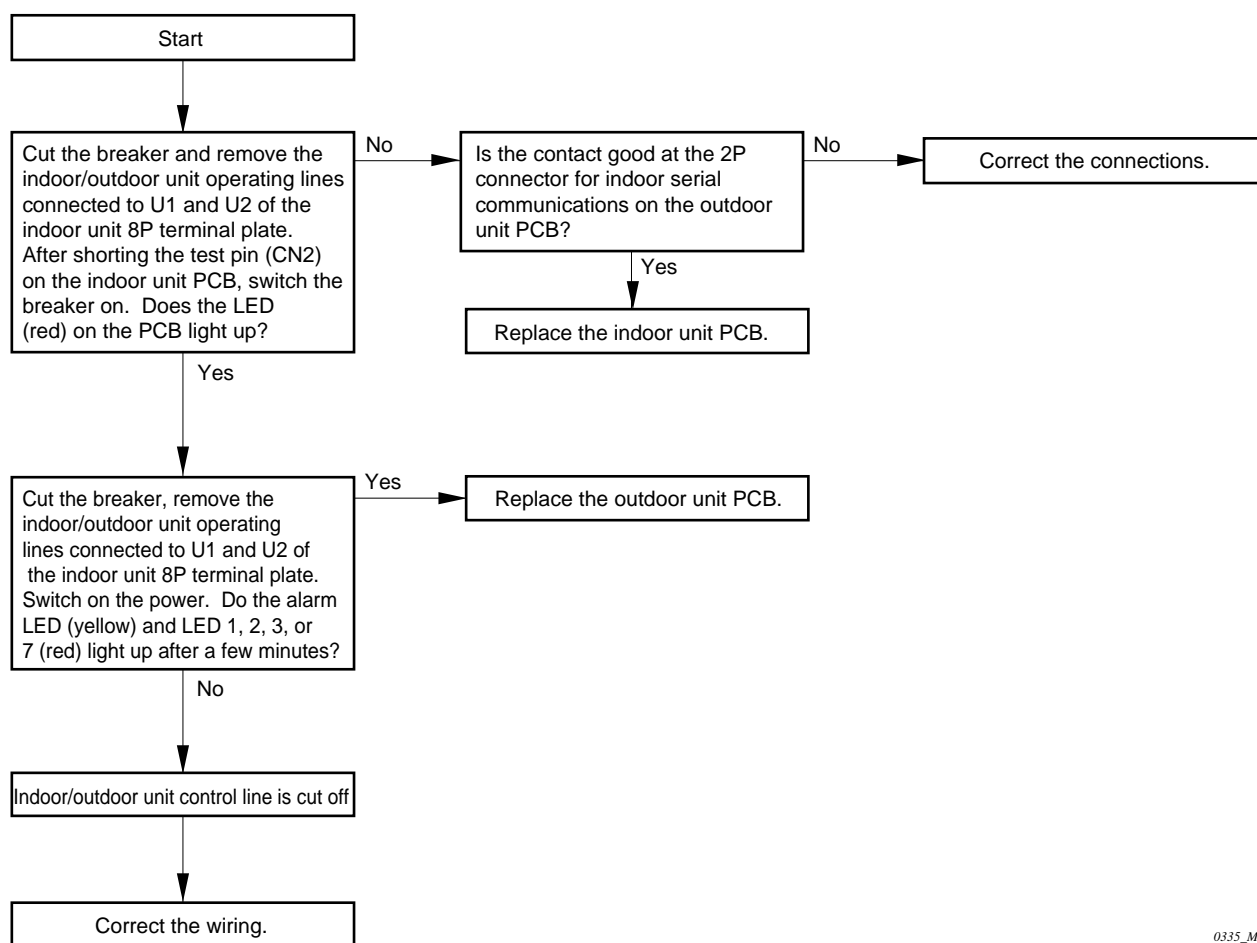 Start
Cut the breaker and remove the
indoor/outdoor unit operating lines
connected to U1 and U2 of the
indoor unit 8P terminal plate.
After shorting the test pin (CN2)
on the indoor unit PCB, switch the
breaker on. Does the LED
(red) on the PCB light up?
No
Is the contact good at the 2P
connector for indoor serial
communications on the outdoor
unit PCB?
No
Correct the connections.
Yes
Replace the indoor unit PCB.
Yes
Cut the breaker, remove the
indoor/outdoor unit operating
lines connected to U1 and U2 of
the indoor unit 8P terminal plate.
Switch on the power. Do the alarm
LED (yellow) and LED 1, 2, 3, or
7 (red) light up after a few minutes?
Yes
Replace the outdoor unit PCB.
No
Indoor/outdoor unit control line is cut off
Correct the wiring.
0335_M_I